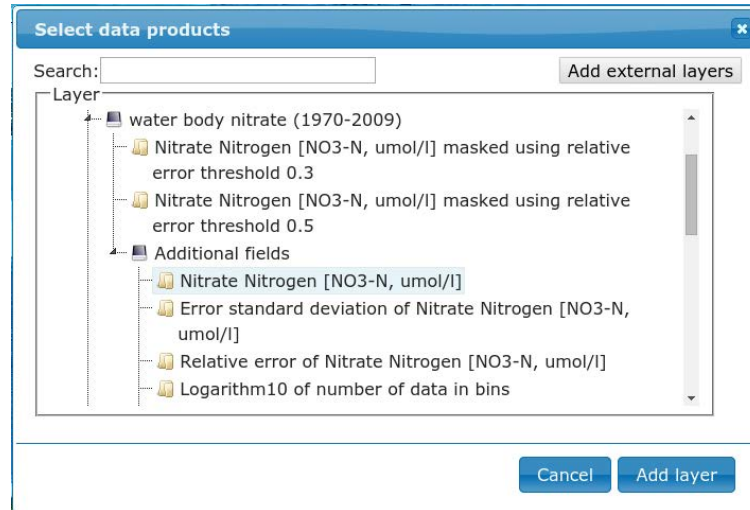 Select data products
Search:
Add external layers
Layer
water body nitrate (1970-2009)
Nitrate Nitrogen [NO3-N, umol/l] masked using relative
error threshold 0.3
Nitrate Nitrogen [NO3-N, umol/l] masked using relative
error threshold 0.5
Additional fields
Nitrate Nitrogen [NO3-N, umol/l]
Error standard deviation of Nitrate Nitrogen [NO3-N,
umol/l]
Relative error of Nitrate Nitrogen [NO3-N, umol/l]
Logarithm10 of number of data in bins
Cancel
Add layer